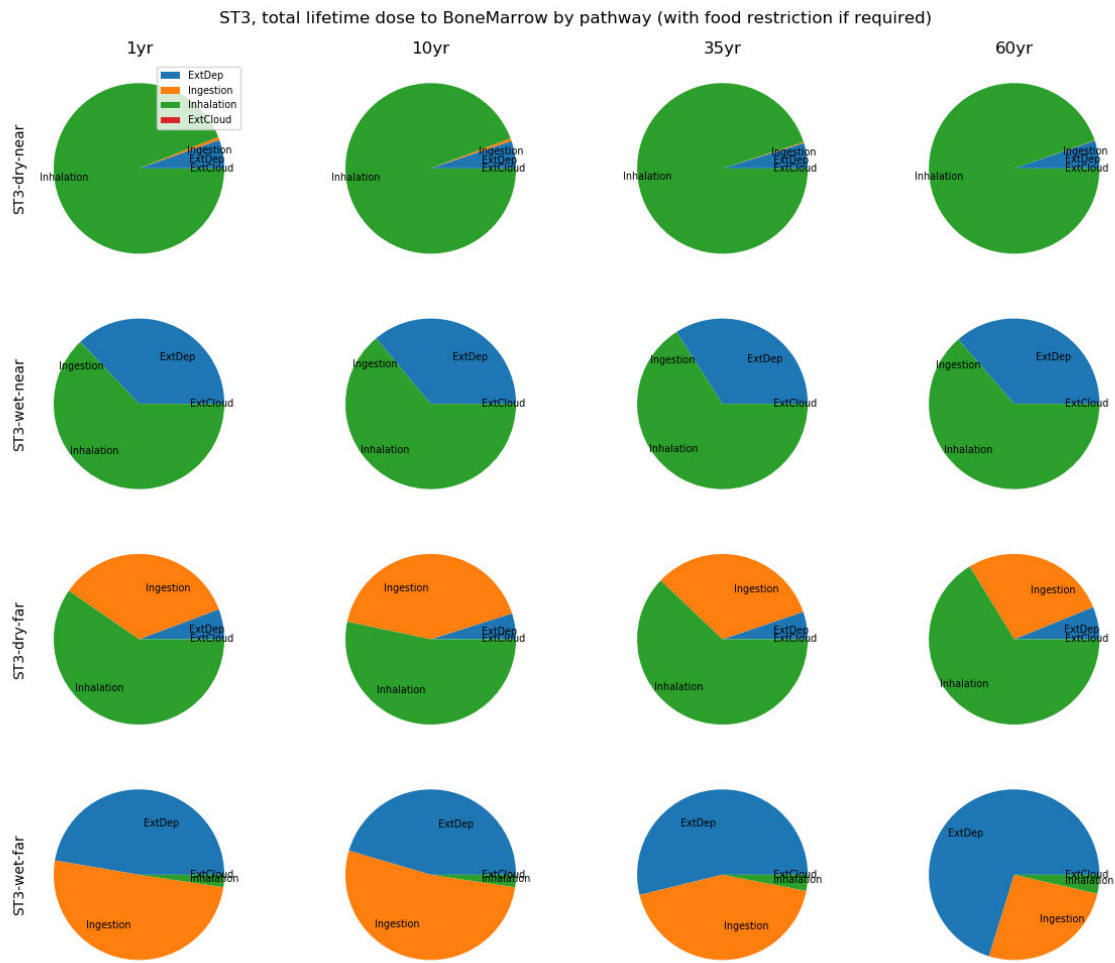 ST3, total lifetime dose to BoneMarrow by pathway (with food restriction if required)
1yr
10yr
35yr
60yr
ExtDep
Ingestion
Inhalation
ExtCloud
ST3-dry-near
Ingestion
ExtDep
ExtCloud
Inhalation
Ingestion
ExtDep
ExtCloud
Inhalation
Ingestion
ExtDep
ExtCloud
Inhalation
Ingestion
ExtDep
ExtCloud
Inhalation
ST3-wet-near
ExtDep
Ingestion
ExtCloud
Inhalation
ExtDep
Ingestion
ExtCloud
Inhalation
ExtDep
Ingestion
ExtCloud
Inhalation
ExtDep
Ingestion
ExtCloud
Inhalation
ST3-dry-far
Ingestion
ExtDep
ExtCloud
Inhalation
Ingestion
ExtDep
ExtCloud
Inhalation
Ingestion
ExtDep
ExtCloud
Inhalation
Ingestion
ExtDep
ExtCloud
Inhalation
ST3-wet-far
ExtDep
ExtCloud
Inhalation
Ingestion
ExtDep
ExtCloud
Inhalation
Ingestion
ExtDep
ExtCloud
Inhalation
Ingestion
ExtDep
ExtCloud
Inhalation
Ingestion